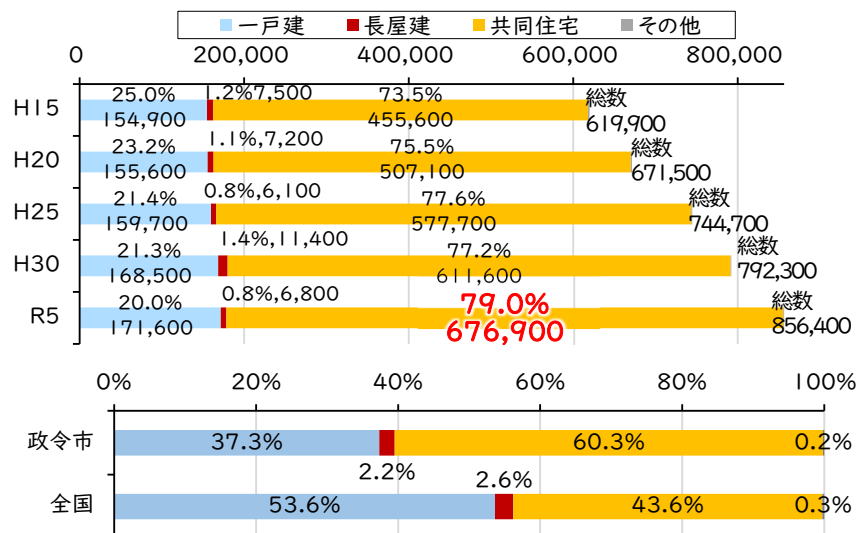 一戸建 長屋建 共同住宅 その他
0 200,000 400,000 600,000 800,000
H15 25.0% 1.2%7,500 73.5% 総数
154,900 455,600 619,900
H20 23.2% 1.1%,7,200 75.5% 総数
155,600 507,100 671,500
H25 21.4% 0.8%,6,100 77.6% 総数
159,700 577,700 744,700
H30 21.3% 1.4%,11,400 77.2% 総数
168,500 611,600 792,300
R5 20.0% 0.8%,6,800 79.0% 総数
171,600 676,900 856,400
0% 20% 40% 60% 80% 100%
政令市 37.3% 60.3% 0.2%
2.2%
2.6%
全国 53.6% 43.6% 0.3%